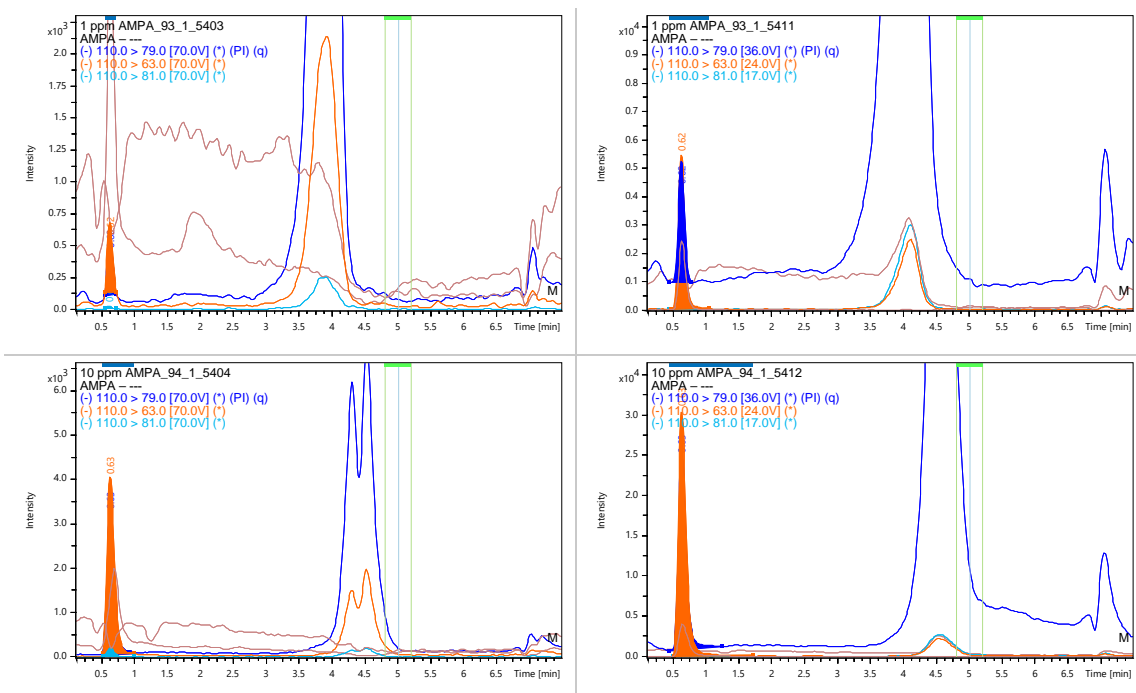 1 ppm AMPA_93_1_5403
AMPA – ---
(-) 110.0 > 79.0 [70.0V] (*) (PI) (q)
(-) 110.0 > 63.0 [70.0V] (*)
(-) 110.0 > 81.0 [70.0V] (*)
x10³
2.0
1.75
1.5
1.25
1.0
0.75
0.5
0.25
0.0
Intensity
M
0.5 1 1.5 2 2.5 3 3.5 4 4.5 5 5.5 6 6.5 Time [min]
1 ppm AMPA_93_1_5411
AMPA – ---
(-) 110.0 > 79.0 [36.0V] (*) (PI) (q)
(-) 110.0 > 63.0 [24.0V] (*)
(-) 110.0 > 81.0 [17.0V] (*)
x10⁴
0.9
0.8
0.7
0.6
0.5
0.4
0.3
0.2
0.1
0.0
Intensity
0.62
M
0.5 1 1.5 2 2.5 3 3.5 4 4.5 5 5.5 6 6.5 Time [min]
10 ppm AMPA_94_1_5404
AMPA – ---
(-) 110.0 > 79.0 [70.0V] (*) (PI) (q)
(-) 110.0 > 63.0 [70.0V] (*)
(-) 110.0 > 81.0 [70.0V] (*)
x10³
6.0
5.0
4.0
3.0
2.0
1.0
0.0
Intensity
0.63
M
0.5 1 1.5 2 2.5 3 3.5 4 4.5 5 5.5 6 6.5 Time [min]
10 ppm AMPA_94_1_5412
AMPA – ---
(-) 110.0 > 79.0 [36.0V] (*) (PI) (q)
(-) 110.0 > 63.0 [24.0V] (*)
(-) 110.0 > 81.0 [17.0V] (*)
x10⁴
3.0
2.5
2.0
1.5
1.0
0.5
0.0
Intensity
M
0.5 1 1.5 2 2.5 3 3.5 4 4.5 5 5.5 6 6.5 Time [min]